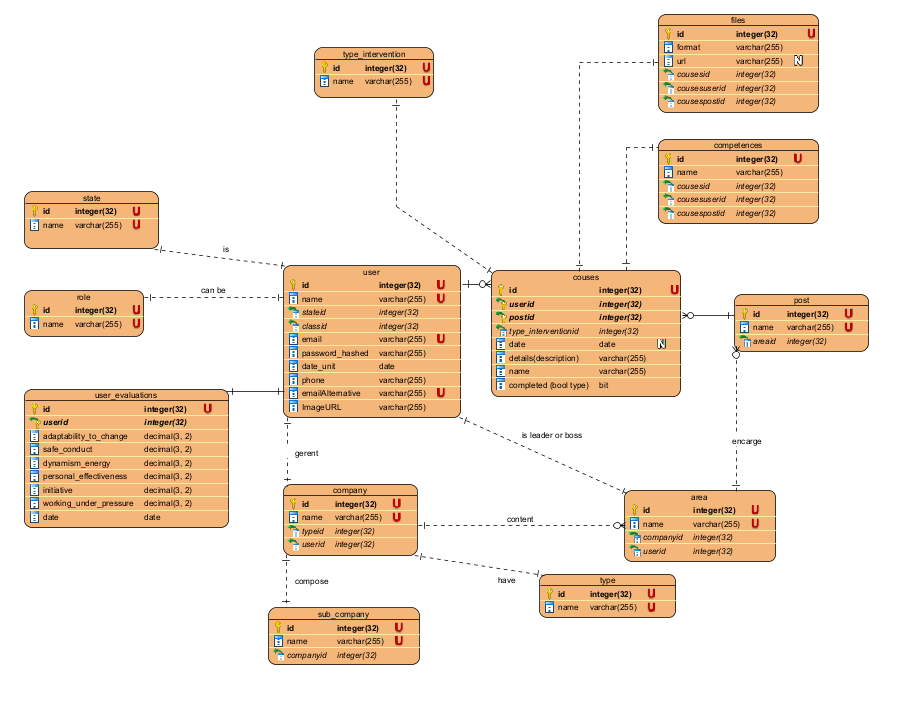 files
id integer(32) U
format varchar(255)
url varchar(255) N
cousesid integer(32)
cousesuserid integer(32)
cousespostid integer(32)
type_intervention
id integer(32) U
name varchar(255) U
competences
id integer(32) U
name varchar(255)
cousesid integer(32)
cousesuserid integer(32)
cousespostid integer(32)
state
id integer(32) U
name varchar(255) U
is
user
id integer(32) U
name varchar(255) U
stateid integer(32)
classid integer(32)
email varchar(255) U
password_hashed varchar(255)
date_unit date
phone varchar(255)
emailAlternative varchar(255) U
ImageURL varchar(255)
couses
id integer(32) U
userid integer(32)
postid integer(32)
type_interventionid integer(32)
date date N
details(description) varchar(255)
name varchar(255)
completed (bool type) bit
role
id integer(32)
name varchar(255) U
can be
post
id integer(32) U
name varchar(255) U
areaid integer(32)
user_evaluations
id integer(32) U
userid integer(32)
adaptability_to_change decimal(3, 2)
safe_conduct decimal(3, 2)
dynamism_energy decimal(3, 2)
personal_effectiveness decimal(3, 2)
initiative decimal(3, 2)
working_under_pressure decimal(3, 2)
date date
is leader or boss
encarge
gerent
company
id integer(32) U
name varchar(255) U
typeid integer(32)
userid integer(32)
content
area
id integer(32) U
name varchar(255) U
companyid integer(32)
userid integer(32)
compose
have
type
id integer(32) U
name varchar(255) U
sub_company
id integer(32) U
name varchar(255) U
companyid integer(32)